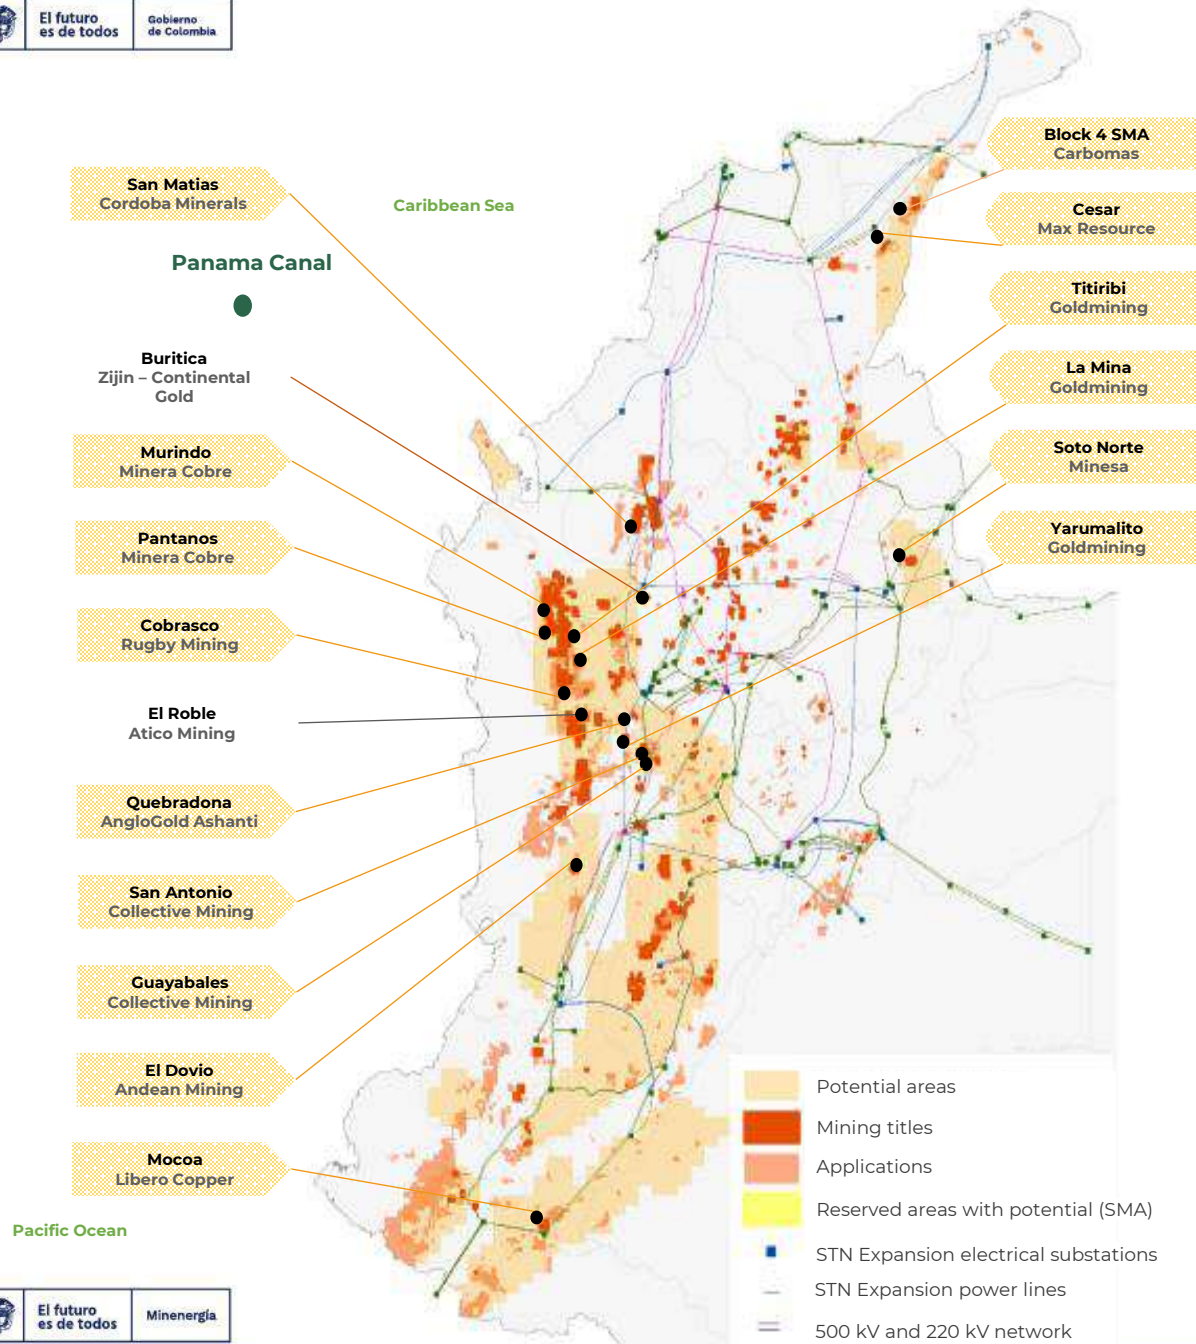 El futuro
es de todos
Gobierno
de Colombia
San Matias
Cordoba Minerals
Caribbean Sea
Panama Canal
Buritica
Zijin – Continental
Gold
Murindo
Minera Cobre
Pantanos
Minera Cobre
Cobrasco
Rugby Mining
El Roble
Atico Mining
Quebradona
AngloGold Ashanti
San Antonio
Collective Mining
Guayabales
Collective Mining
El Dovio
Andean Mining
Mocoa
Libero Copper
Pacific Ocean
Block 4 SMA
Carbomas
Cesar
Max Resource
Titiribi
Goldmining
La Mina
Goldmining
Soto Norte
Minesa
Yarumalito
Goldmining
Potential areas
Mining titles
Applications
Reserved areas with potential (SMA)
STN Expansion electrical substations
STN Expansion power lines
500 kV and 220 kV network
El futuro
es de todos
Minenergía